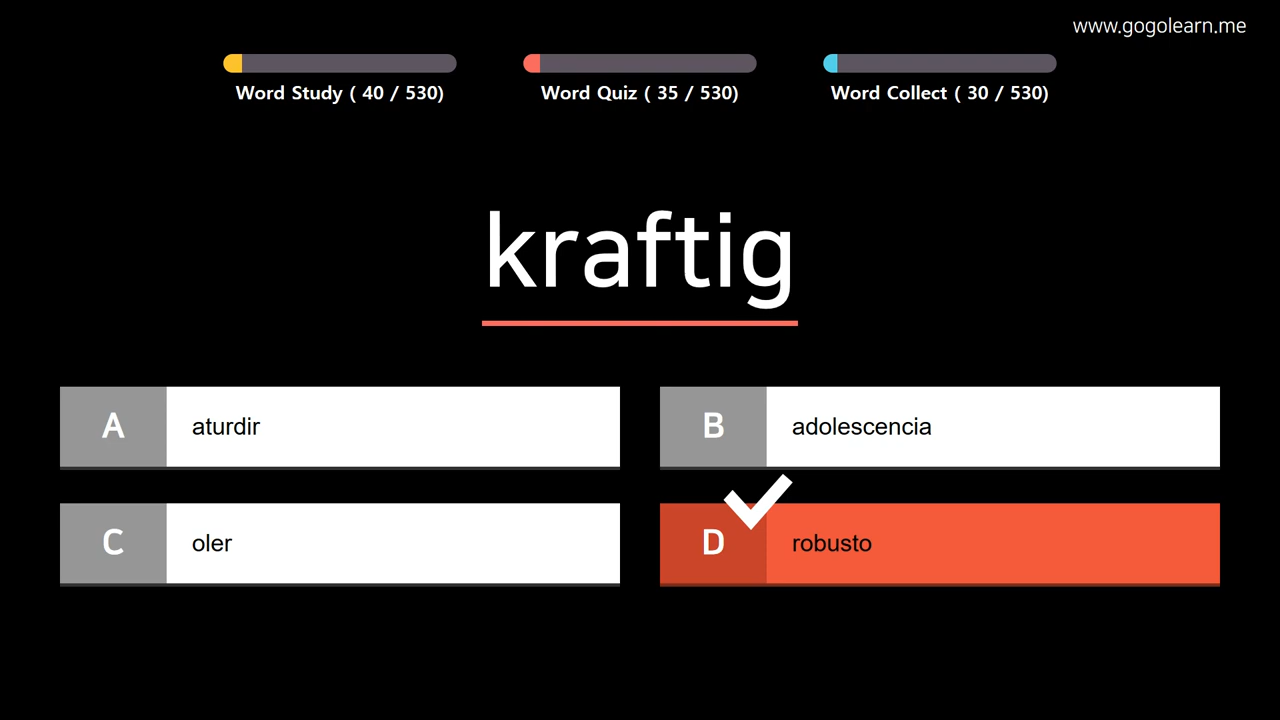 www.gogolearn.me
Word Study ( 40 / 530)
Word Quiz ( 35 / 530)
Word Collect ( 30 / 530)
kraftig
A aturdir
B adolescencia
C oler
D robusto